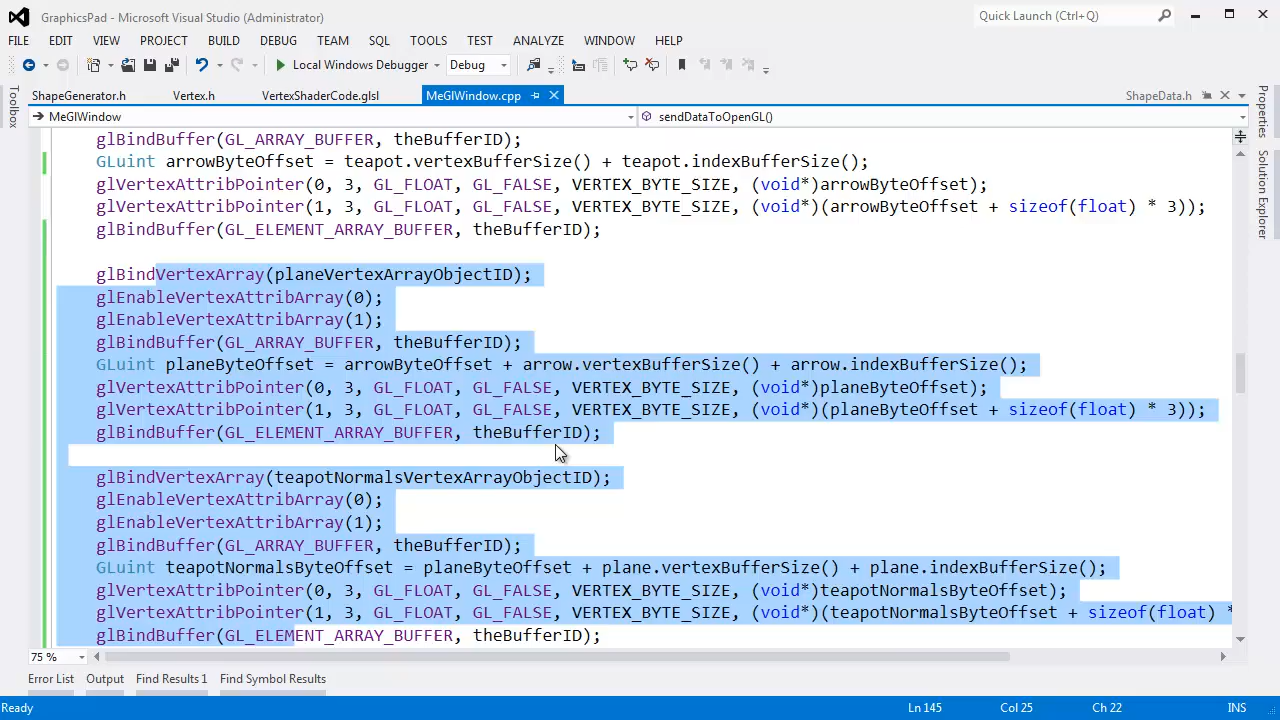 GraphicsPad - Microsoft Visual Studio (Administrator)
Quick Launch (Ctrl+Q)
FILE EDIT VIEW PROJECT BUILD DEBUG TEAM SQL TOOLS TEST ANALYZE WINDOW HELP
Local Windows Debugger Debug
Toolbox
ShapeGenerator.h Vertex.h VertexShaderCode.glsl MeGlWindow.cpp ShapeData.h
MeGlWindow sendDataToOpenGL()
Properties
Solution Explorer
glBindBuffer(GL_ARRAY_BUFFER, theBufferID);
GLuint arrowByteOffset = teapot.vertexBufferSize() + teapot.indexBufferSize();
glVertexAttribPointer(0, 3, GL_FLOAT, GL_FALSE, VERTEX_BYTE_SIZE, (void*)arrowByteOffset);
glVertexAttribPointer(1, 3, GL_FLOAT, GL_FALSE, VERTEX_BYTE_SIZE, (void*)(arrowByteOffset + sizeof(float) * 3));
glBindBuffer(GL_ELEMENT_ARRAY_BUFFER, theBufferID);
glBindVertexArray(planeVertexArrayObjectID);
glEnableVertexAttribArray(0);
glEnableVertexAttribArray(1);
glBindBuffer(GL_ARRAY_BUFFER, theBufferID);
GLuint planeByteOffset = arrowByteOffset + arrow.vertexBufferSize() + arrow.indexBufferSize();
glVertexAttribPointer(0, 3, GL_FLOAT, GL_FALSE, VERTEX_BYTE_SIZE, (void*)planeByteOffset);
glVertexAttribPointer(1, 3, GL_FLOAT, GL_FALSE, VERTEX_BYTE_SIZE, (void*)(planeByteOffset + sizeof(float) * 3));
glBindBuffer(GL_ELEMENT_ARRAY_BUFFER, theBufferID);
glBindVertexArray(teapotNormalsVertexArrayObjectID);
glEnableVertexAttribArray(0);
glEnableVertexAttribArray(1);
glBindBuffer(GL_ARRAY_BUFFER, theBufferID);
GLuint teapotNormalsByteOffset = planeByteOffset + plane.vertexBufferSize() + plane.indexBufferSize();
glVertexAttribPointer(0, 3, GL_FLOAT, GL_FALSE, VERTEX_BYTE_SIZE, (void*)teapotNormalsByteOffset);
glVertexAttribPointer(1, 3, GL_FLOAT, GL_FALSE, VERTEX_BYTE_SIZE, (void*)(teapotNormalsByteOffset + sizeof(float) *
glBindBuffer(GL_ELEMENT_ARRAY_BUFFER, theBufferID);
75 %
Error List Output Find Results 1 Find Symbol Results
Ready Ln 145 Col 25 Ch 22 INS